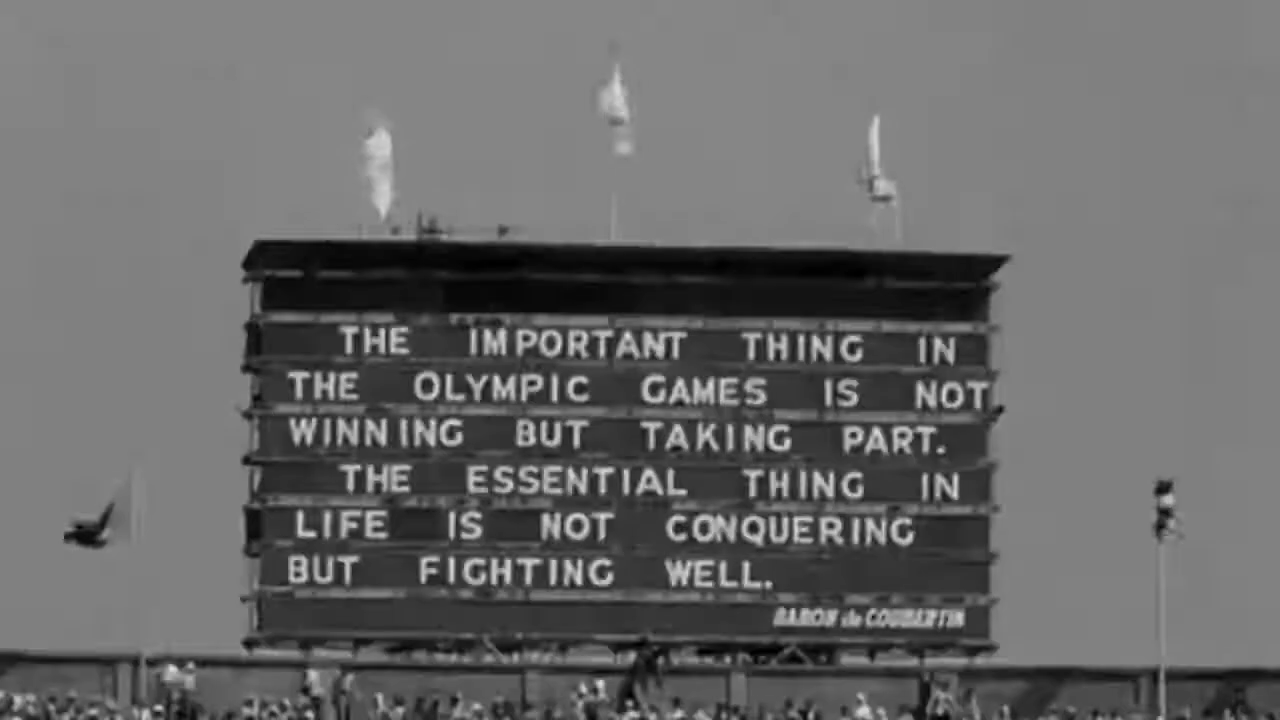 THE IMPORTANT THING IN
THE OLYMPIC GAMES IS NOT
WINNING BUT TAKING PART.
THE ESSENTIAL THING IN
LIFE IS NOT CONQUERING
BUT FIGHTING WELL.
BARON de COUBERTIN